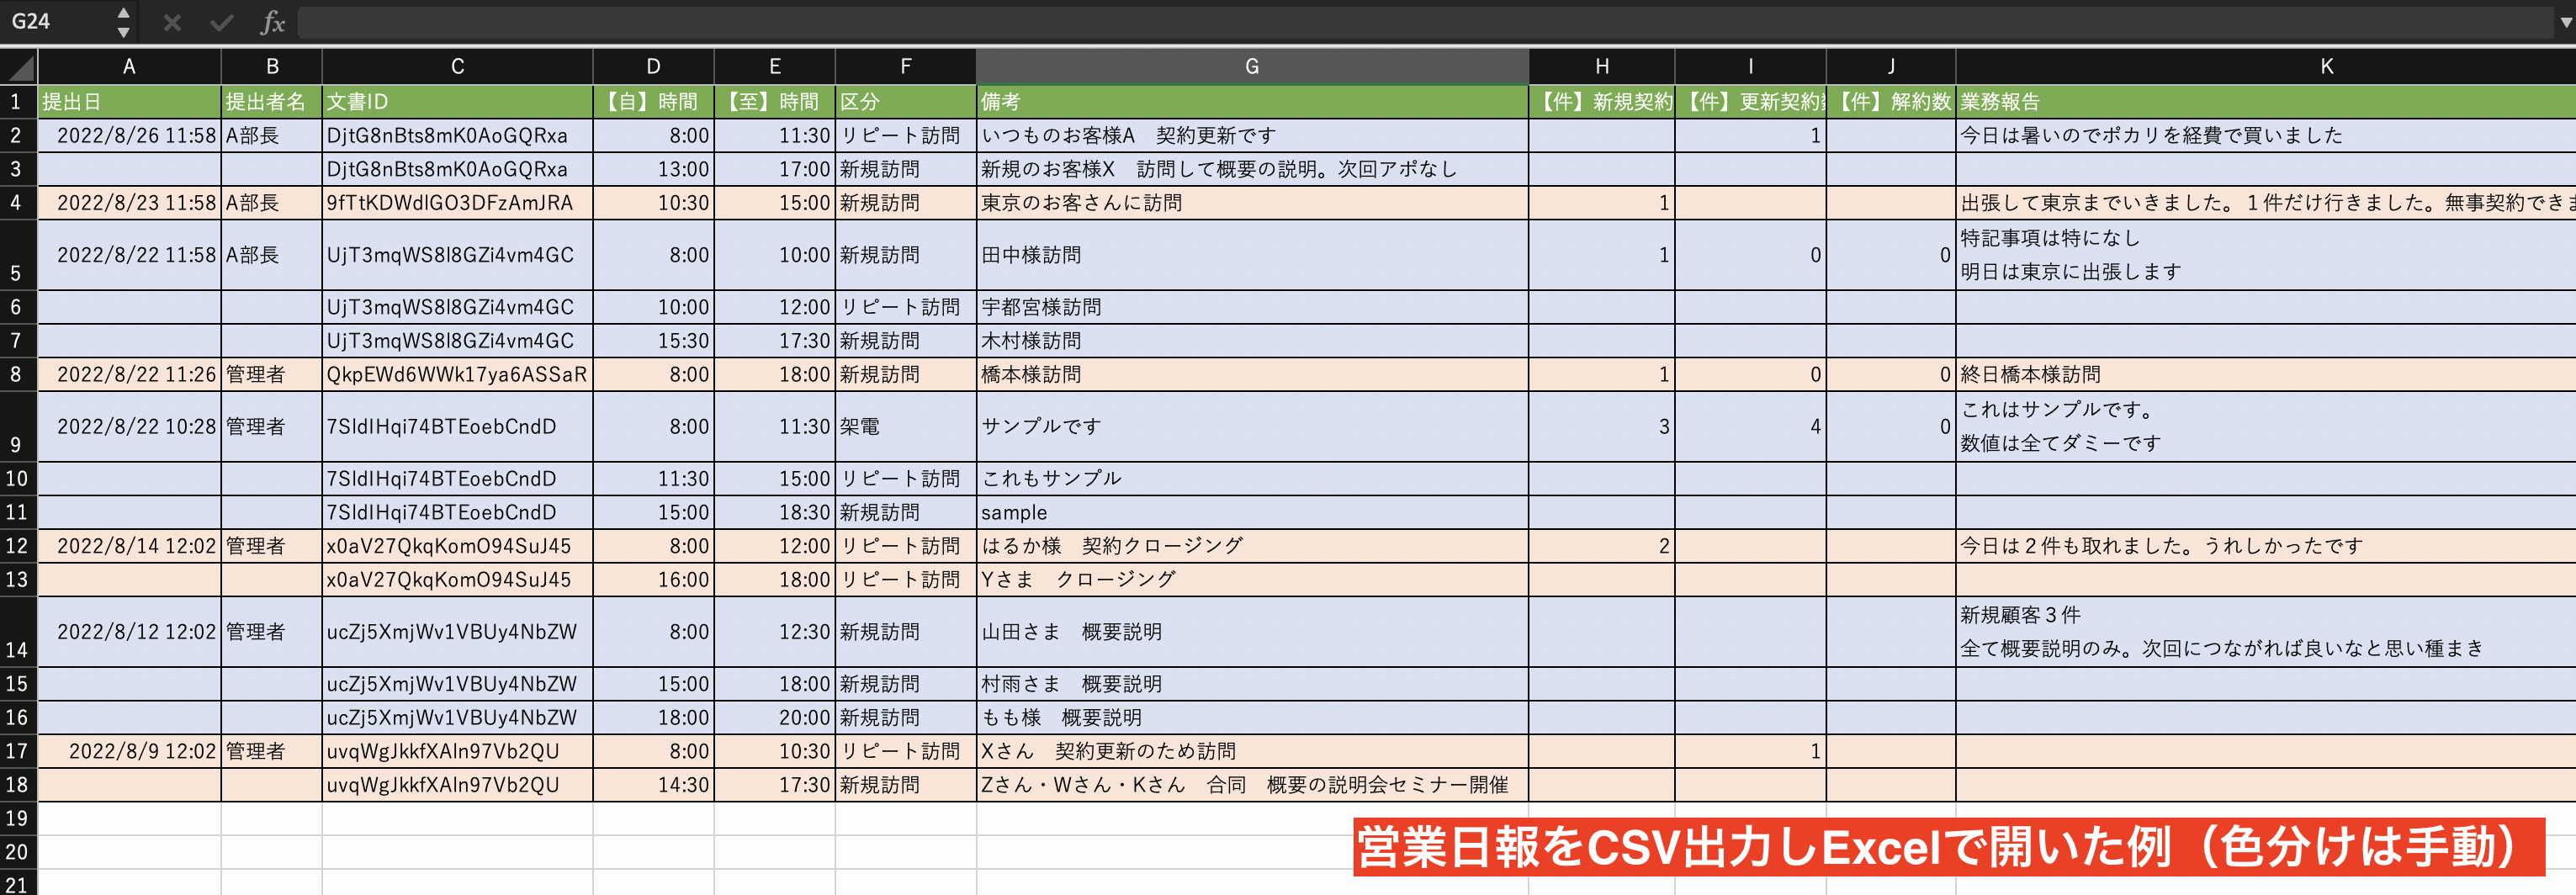 G24 fx
A B C D E F G H I J K
1 提出日 提出者名 文書ID 【自】時間 【至】時間 区分 備考 【件】新規契約 【件】更新契約 【件】解約数 業務報告
2 2022/8/26 11:58 A部長 DjtG8nBts8mK0AoGQRxa 8:00 11:30 リピート訪問 いつものお客様A　契約更新です 1 今日は暑いのでポカリを経費で買いました
3 DjtG8nBts8mK0AoGQRxa 13:00 17:00 新規訪問 新規のお客様X　訪問して概要の説明。次回アポなし
4 2022/8/23 11:58 A部長 9fTtKDWdlGO3DFzAmJRA 10:30 15:00 新規訪問 東京のお客さんに訪問 1 出張して東京までいきました。１件だけ行きました。無事契約できま
5 2022/8/22 11:58 A部長 UjT3mqWS8l8GZi4vm4GC 8:00 10:00 新規訪問 田中様訪問 1 0 0 特記事項は特になし
明日は東京に出張します
6 UjT3mqWS8l8GZi4vm4GC 10:00 12:00 リピート訪問 宇都宮様訪問
7 UjT3mqWS8l8GZi4vm4GC 15:30 17:30 新規訪問 木村様訪問
8 2022/8/22 11:26 管理者 QkpEWd6WWk17ya6ASSaR 8:00 18:00 新規訪問 橋本様訪問 1 0 0 終日橋本様訪問
9 2022/8/22 10:28 管理者 7SldIHqi74BTEoebCndD 8:00 11:30 架電 サンプルです 3 4 0 これはサンプルです。
数値は全てダミーです
10 7SldIHqi74BTEoebCndD 11:30 15:00 リピート訪問 これもサンプル
11 7SldIHqi74BTEoebCndD 15:00 18:30 新規訪問 sample
12 2022/8/14 12:02 管理者 x0aV27QkqKomO94SuJ45 8:00 12:00 リピート訪問 はるか様　契約クロージング 2 今日は２件も取れました。うれしかったです
13 x0aV27QkqKomO94SuJ45 16:00 18:00 リピート訪問 Yさま　クロージング
14 2022/8/12 12:02 管理者 ucZj5XmjWv1VBUy4NbZW 8:00 12:30 新規訪問 山田さま　概要説明 新規顧客３件
全て概要説明のみ。次回につながれば良いなと思い種まき
15 ucZj5XmjWv1VBUy4NbZW 15:00 18:00 新規訪問 村雨さま　概要説明
16 ucZj5XmjWv1VBUy4NbZW 18:00 20:00 新規訪問 もも様　概要説明
17 2022/8/9 12:02 管理者 uvqWgJkkfXAln97Vb2QU 8:00 10:30 リピート訪問 Xさん　契約更新のため訪問 1
18 uvqWgJkkfXAln97Vb2QU 14:30 17:30 新規訪問 Zさん・Wさん・Kさん　合同　概要の説明会セミナー開催
19
20
21
営業日報をCSV出力しExcelで開いた例（色分けは手動）